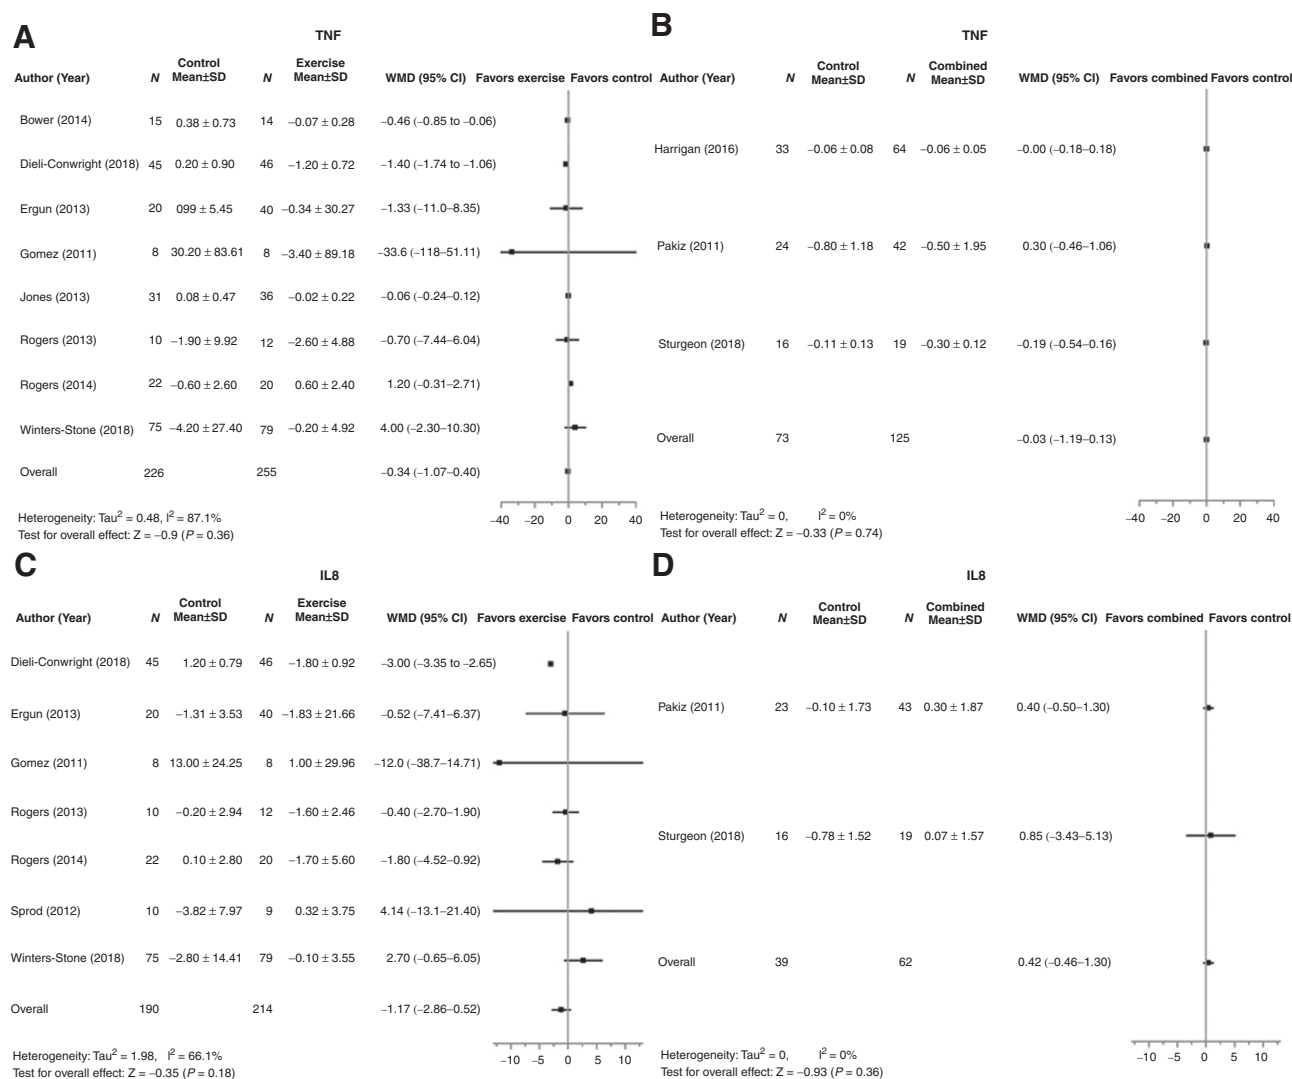 A
TNF
Author (Year) N Control Mean±SD N Exercise Mean±SD WMD (95% CI) Favors exercise Favors control
Bower (2014) 15 0.38 ± 0.73 14 −0.07 ± 0.28 −0.46 (−0.85 to −0.06)
Dieli-Conwright (2018) 45 0.20 ± 0.90 46 −1.20 ± 0.72 −1.40 (−1.74 to −1.06)
Ergun (2013) 20 099 ± 5.45 40 −0.34 ± 30.27 −1.33 (−11.0–8.35)
Gomez (2011) 8 30.20 ± 83.61 8 −3.40 ± 89.18 −33.6 (−118–51.11)
Jones (2013) 31 0.08 ± 0.47 36 −0.02 ± 0.22 −0.06 (−0.24–0.12)
Rogers (2013) 10 −1.90 ± 9.92 12 −2.60 ± 4.88 −0.70 (−7.44–6.04)
Rogers (2014) 22 −0.60 ± 2.60 20 0.60 ± 2.40 1.20 (−0.31–2.71)
Winters-Stone (2018) 75 −4.20 ± 27.40 79 −0.20 ± 4.92 4.00 (−2.30–10.30)
Overall 226 255 −0.34 (−1.07–0.40)
−40 −20 0 20 40
Heterogeneity: Tau2 = 0.48, I2 = 87.1%
Test for overall effect: Z = −0.9 (P = 0.36)
B
TNF
Author (Year) N Control Mean±SD N Combined Mean±SD WMD (95% CI) Favors combined Favors control
Harrigan (2016) 33 −0.06 ± 0.08 64 −0.06 ± 0.05 −0.00 (−0.18–0.18)
Pakiz (2011) 24 −0.80 ± 1.18 42 −0.50 ± 1.95 0.30 (−0.46–1.06)
Sturgeon (2018) 16 −0.11 ± 0.13 19 −0.30 ± 0.12 −0.19 (−0.54–0.16)
Overall 73 125 −0.03 (−1.19–0.13)
−40 −20 0 20 40
Heterogeneity: Tau2 = 0, I2 = 0%
Test for overall effect: Z = −0.33 (P = 0.74)
C
IL8
Author (Year) N Control Mean±SD N Exercise Mean±SD WMD (95% CI) Favors exercise Favors control
Dieli-Conwright (2018) 45 1.20 ± 0.79 46 −1.80 ± 0.92 −3.00 (−3.35 to −2.65)
Ergun (2013) 20 −1.31 ± 3.53 40 −1.83 ± 21.66 −0.52 (−7.41–6.37)
Gomez (2011) 8 13.00 ± 24.25 8 1.00 ± 29.96 −12.0 (−38.7–14.71)
Rogers (2013) 10 −0.20 ± 2.94 12 −1.60 ± 2.46 −0.40 (−2.70–1.90)
Rogers (2014) 22 0.10 ± 2.80 20 −1.70 ± 5.60 −1.80 (−4.52–0.92)
Sprod (2012) 10 −3.82 ± 7.97 9 0.32 ± 3.75 4.14 (−13.1–21.40)
Winters-Stone (2018) 75 −2.80 ± 14.41 79 −0.10 ± 3.55 2.70 (−0.65–6.05)
Overall 190 214 −1.17 (−2.86–0.52)
−10 −5 0 5 10
Heterogeneity: Tau2 = 1.98, I2 = 66.1%
Test for overall effect: Z = −0.35 (P = 0.18)
D
IL8
Author (Year) N Control Mean±SD N Combined Mean±SD WMD (95% CI) Favors combined Favors control
Pakiz (2011) 23 −0.10 ± 1.73 43 0.30 ± 1.87 0.40 (−0.50–1.30)
Sturgeon (2018) 16 −0.78 ± 1.52 19 0.07 ± 1.57 0.85 (−3.43–5.13)
Overall 39 62 0.42 (−0.46–1.30)
−10 −5 0 5 10
Heterogeneity: Tau2 = 0, I2 = 0%
Test for overall effect: Z = −0.93 (P = 0.36)